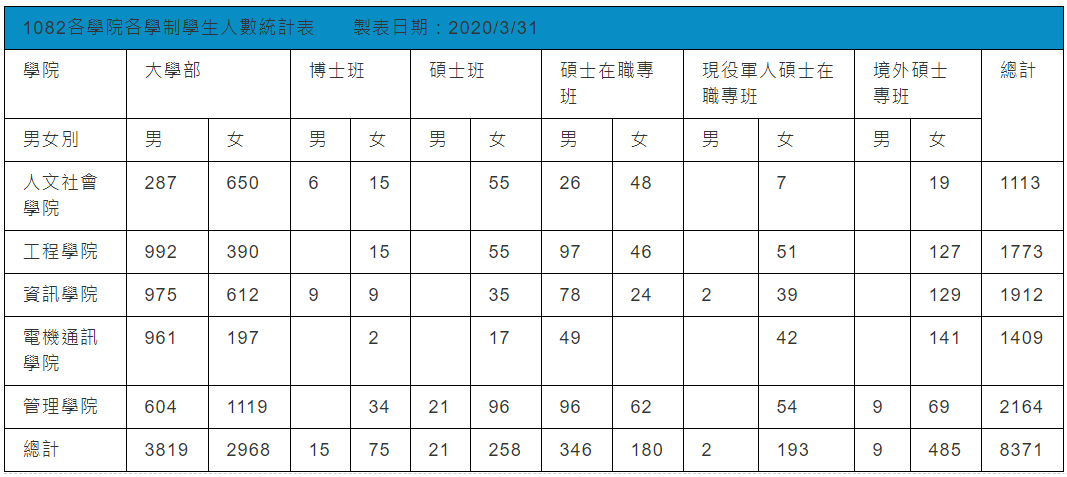 1082各學院各學制學生人數統計表 製表日期：2020/3/31
學院 大學部 博士班 碩士班 碩士在職專班 現役軍人碩士在職專班 境外碩士專班 總計
男女別 男 女 男 女 男 女 男 女 男 女 男 女
人文社會學院 287 650 6 15 55 26 48 7 19 1113
工程學院 992 390 15 55 97 46 51 127 1773
資訊學院 975 612 9 9 35 78 24 2 39 129 1912
電機通訊學院 961 197 2 17 49 42 141 1409
管理學院 604 1119 34 21 96 96 62 54 9 69 2164
總計 3819 2968 15 75 21 258 346 180 2 193 9 485 8371